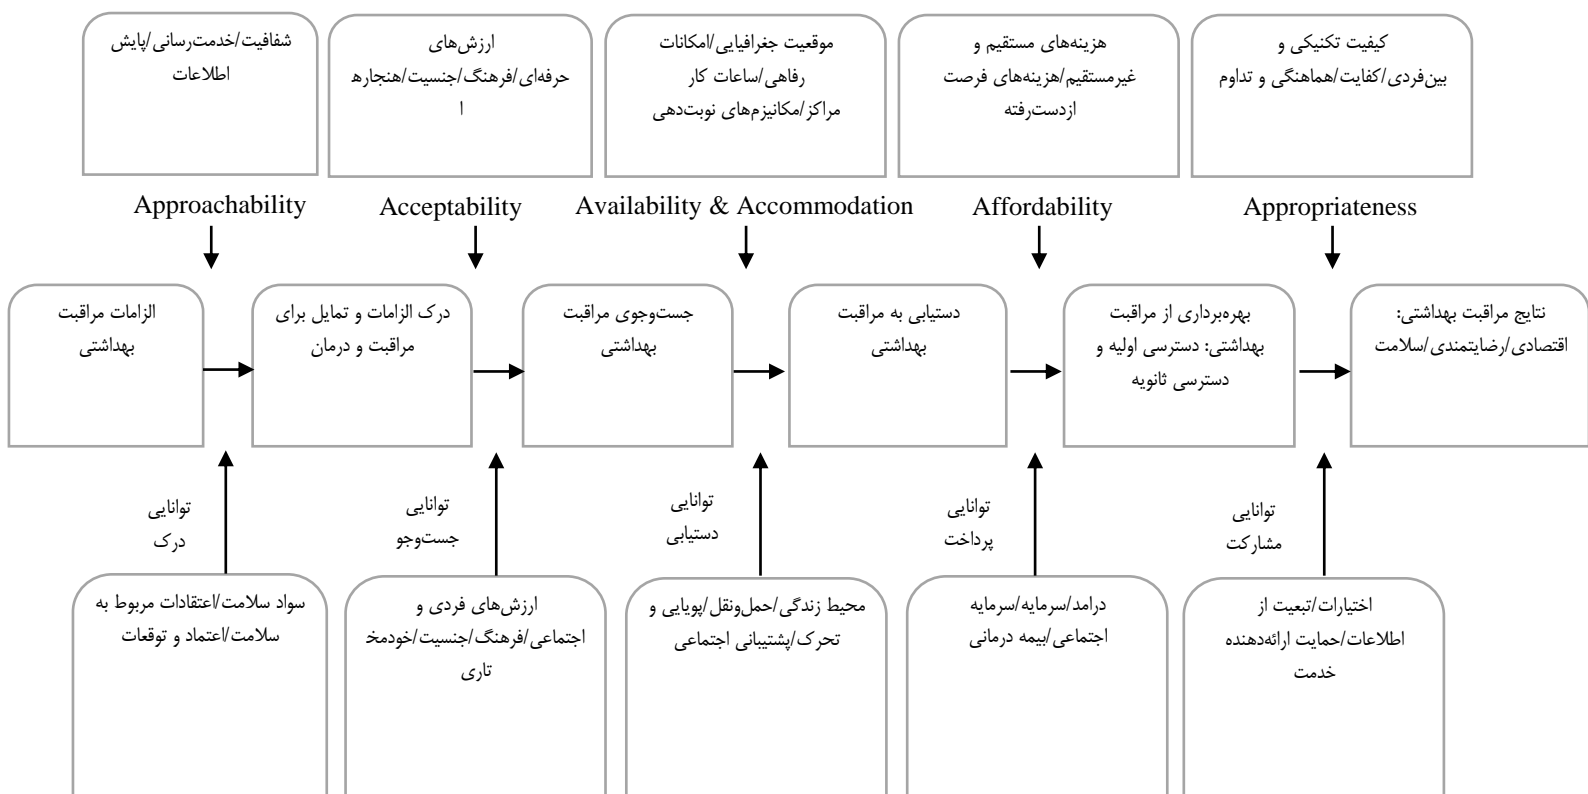 شفافیت/خدمت‌رسانی/پایش
اطلاعات
ارزش‌های
حرفه‌ای/فرهنگ/جنسیت/هنجاره
ا
موقعیت جغرافیایی/امکانات
رفاهی/ساعات کار
مراکز/مکانیزم‌های نوبت‌دهی
هزینه‌های مستقیم و
غیرمستقیم/هزینه‌های فرصت
ازدست‌رفته
کیفیت تکنیکی و
بین‌فردی/کفایت/هماهنگی و تداوم
Approachability
Acceptability
Availability & Accommodation
Affordability
Appropriateness
الزامات مراقبت
بهداشتی
درک الزامات و تمایل برای
مراقبت و درمان
جست‌وجوی مراقبت
بهداشتی
دستیابی به مراقبت
بهداشتی
بهره‌برداری از مراقبت
بهداشتی: دسترسی اولیه و
دسترسی ثانویه
نتایج مراقبت بهداشتی:
اقتصادی/رضایتمندی/سلامت
توانایی
درک
توانایی
جست‌وجو
توانایی
دستیابی
توانایی
پرداخت
توانایی
مشارکت
سواد سلامت/اعتقادات مربوط به
سلامت/اعتماد و توقعات
ارزش‌های فردی و
اجتماعی/فرهنگ/جنسیت/خودمخ
تاری
محیط زندگی/حمل‌ونقل/پویایی و
تحرک/پشتیبانی اجتماعی
درامد/سرمایه/سرمایه
اجتماعی/بیمه درمانی
اختیارات/تبعیت از
اطلاعات/حمایت ارائه‌دهنده
خدمت